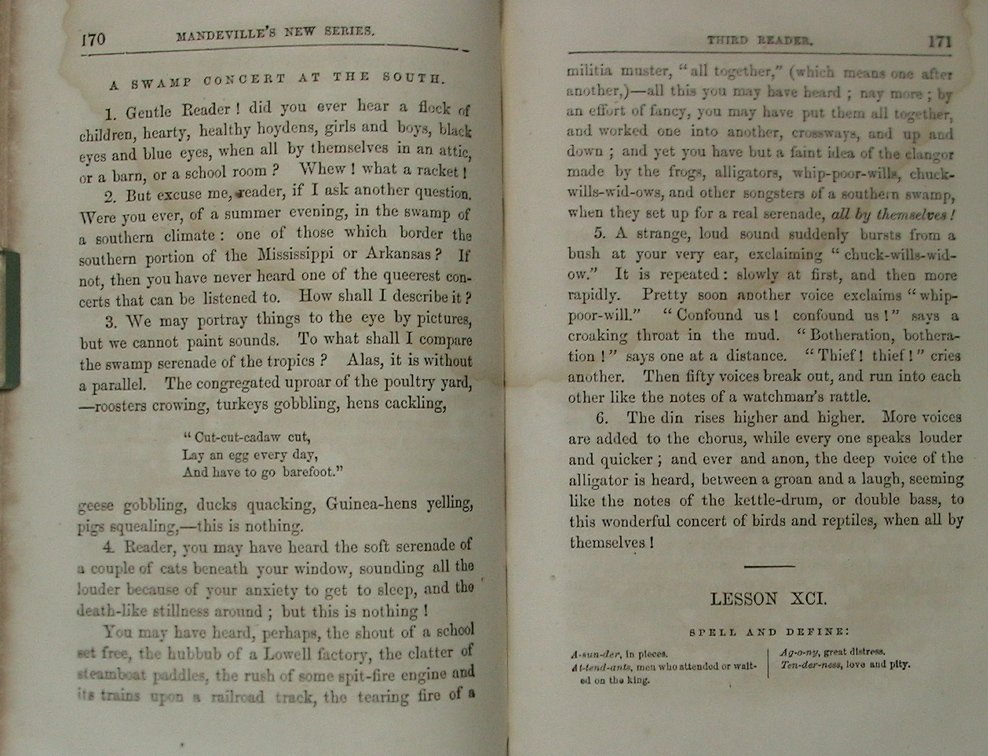 170 MANDEVILLE'S NEW SERIES.
A SWAMP CONCERT AT THE SOUTH.
1. Gentle Reader! did you ever hear a flock of
children, hearty, healthy hoydens, girls and boys, black
eyes and blue eyes, when all by themselves in an attic,
or a barn, or a school room? Whew! what a racket!
2. But excuse me, reader, if I ask another question.
Were you ever, of a summer evening, in the swamp of
a southern climate: one of those which border the
southern portion of the Mississippi or Arkansas? If
not, then you have never heard one of the queerest con-
certs that can be listened to. How shall I describe it?
3. We may portray things to the eye by pictures,
but we cannot paint sounds. To what shall I compare
the swamp serenade of the tropics? Alas, it is without
a parallel. The congregated uproar of the poultry yard,
—roosters crowing, turkeys gobbling, hens cackling,
"Cut-cut-cadaw cut,
Lay an egg every day,
And have to go barefoot."
geese gobbling, ducks quacking, Guinea-hens yelling,
pigs squealing,—this is nothing.
4. Reader, you may have heard the soft serenade of
a couple of cats beneath your window, sounding all the
louder because of your anxiety to get to sleep, and the
death-like stillness around; but this is nothing!
You may have heard, perhaps, the shout of a school
set free, the hubbub of a Lowell factory, the clatter of
steamboat paddles, the rush of some spit-fire engine and
its trains upon a railroad track, the tearing fire of a
THIRD READER. 171
militia muster, "all together," (which means one after
another,)—all this you may have heard; nay more; by
an effort of fancy, you may have put them all together,
and worked one into another, crossways, and up and
down; and yet you have but a faint idea of the clangor
made by the frogs, alligators, whip-poor-wills, chuck-
wills-wid-ows, and other songsters of a southern swamp,
when they set up for a real serenade, all by themselves!
5. A strange, loud sound suddenly bursts from a
bush at your very ear, exclaiming "chuck-wills-wid-
ow." It is repeated: slowly at first, and then more
rapidly. Pretty soon another voice exclaims "whip-
poor-will." "Confound us! confound us!" says a
croaking throat in the mud. "Botheration, bothera-
tion!" says one at a distance. "Thief! thief!" cries
another. Then fifty voices break out, and run into each
other like the notes of a watchman's rattle.
6. The din rises higher and higher. More voices
are added to the chorus, while every one speaks louder
and quicker; and ever and anon, the deep voice of the
alligator is heard, between a groan and a laugh, seeming
like the notes of the kettle-drum, or double bass, to
this wonderful concert of birds and reptiles, when all by
themselves!
LESSON XCI.
SPELL AND DEFINE:
A-sun-der, in pieces.
At-tend-ants, men who attended or wait-
ed on the king.
Ag-o-ny, great distress.
Ten-der-ness, love and pity.